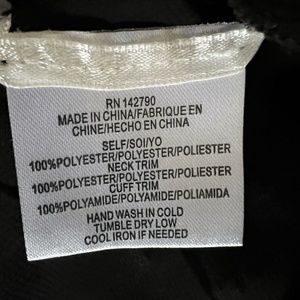 RN 142790
MADE IN CHINA/FABRIQUE EN
CHINE/HECHO EN CHINA
SELF/SOI/YO
100%POLYESTER/POLYESTER/POLIESTER
NECK TRIM
100%POLYESTER/POLYESTER/POLIESTER
CUFF TRIM
100%POLYAMIDE/POLYAMIDE/POLIAMIDA
HAND WASH IN COLD
TUMBLE DRY LOW
COOL IRON IF NEEDED